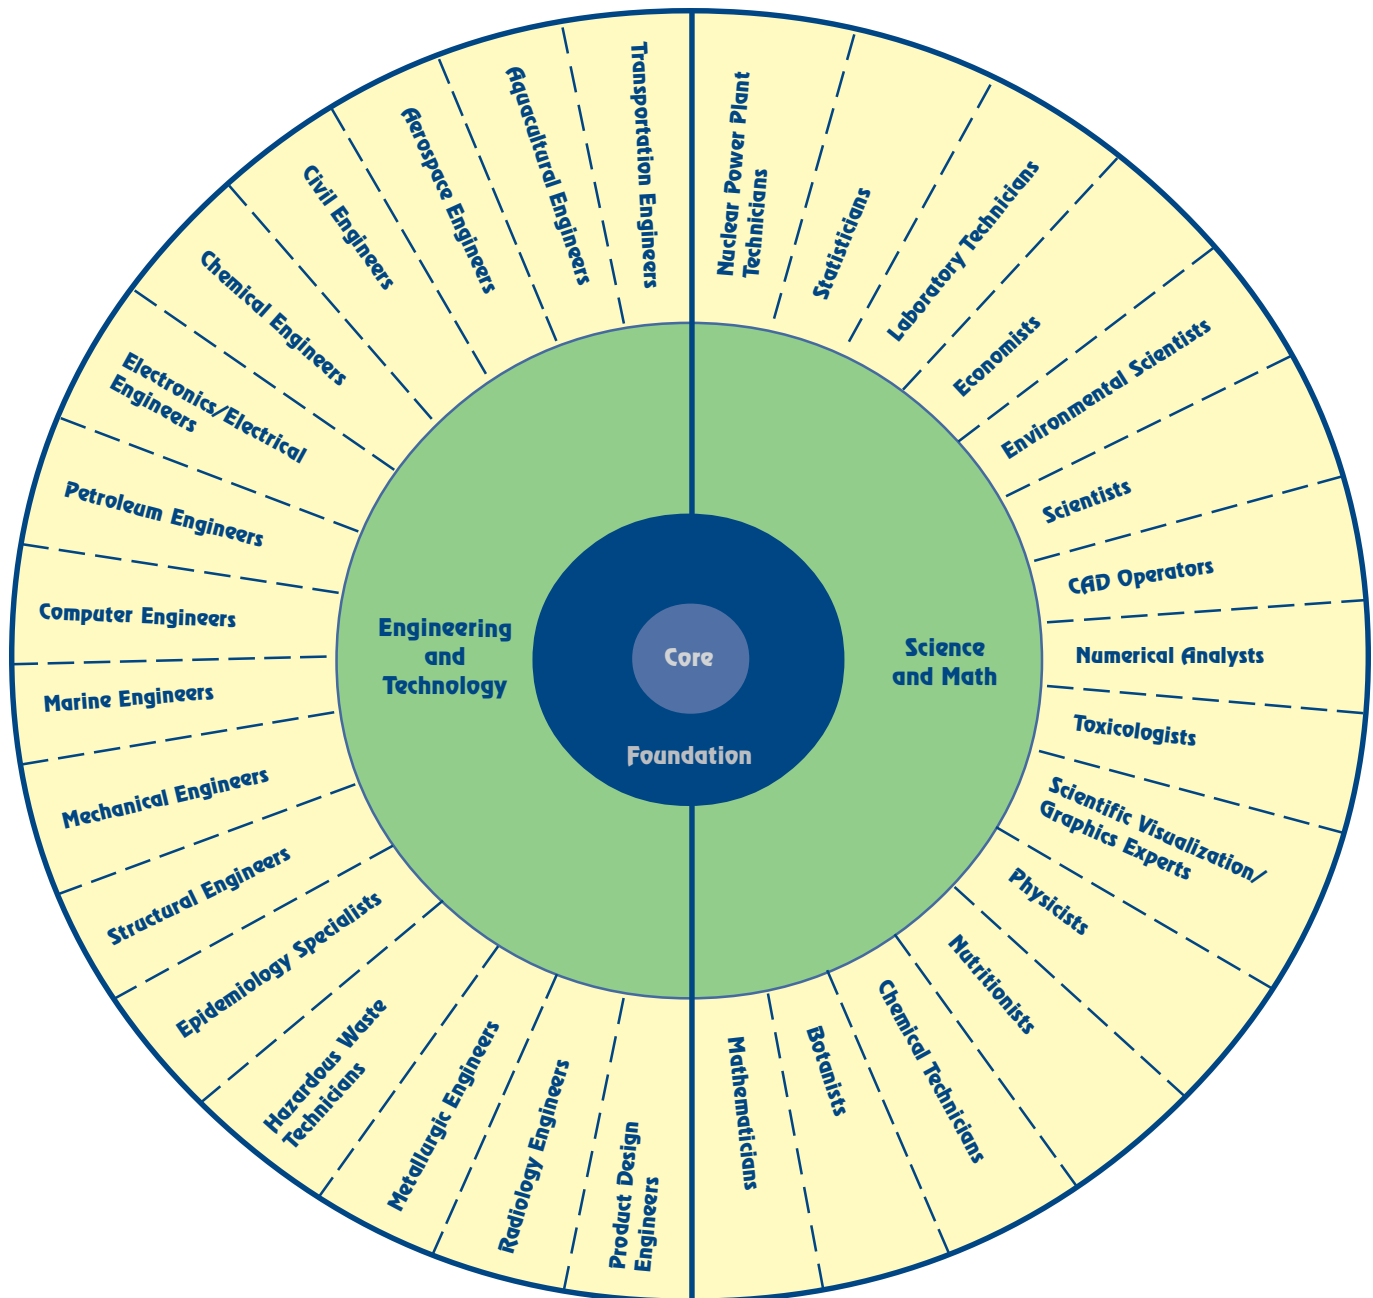 Transportation Engineers
Nuclear Power Plant
Technicians
Statisticians
Laboratory Technicians
Economists
Environmental Scientists
Scientists
CAD Operators
Numerical Analysts
Toxicologists
Scientific Visualization/
Graphics Experts
Physicists
Nutritionists
Chemical Technicians
Botanists
Mathematicians
Product Design
Engineers
Radiology Engineers
Metallurgic Engineers
Hazardous Waste
Technicians
Epidemiology Specialists
Structural Engineers
Mechanical Engineers
Marine Engineers
Computer Engineers
Petroleum Engineers
Electronics/Electrical
Engineers
Chemical Engineers
Civil Engineers
Aerospace Engineers
Aquacultural Engineers
Engineering
and
Technology
Core
Foundation
Science
and Math